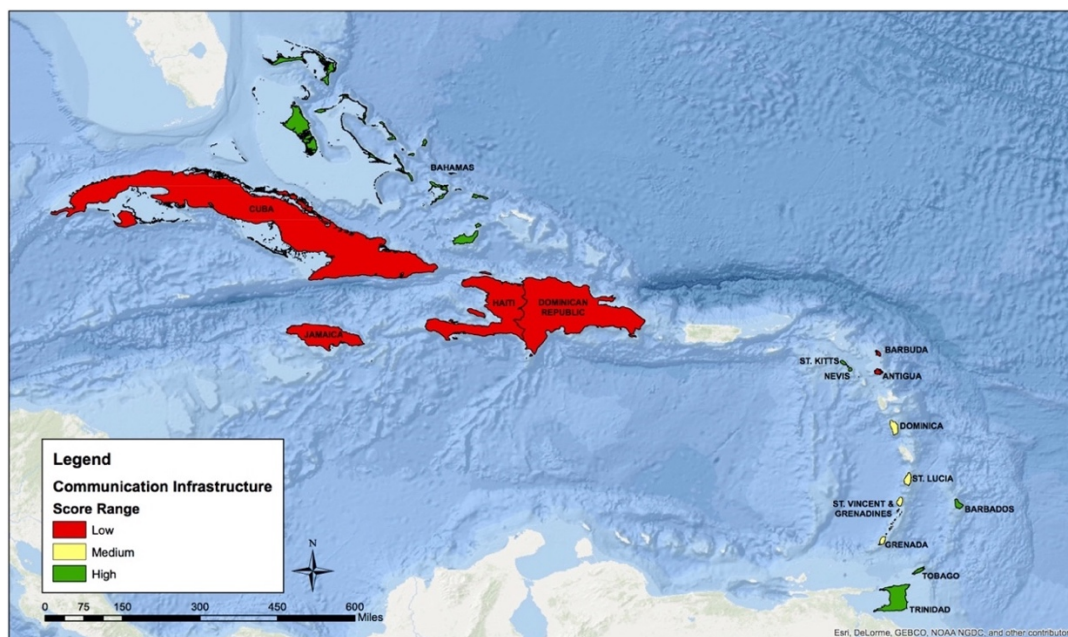 BAHAMAS
CUBA
HAITI
DOMINICAN
REPUBLIC
JAMAICA
BARBUDA
ST. KITTS
NEVIS
ANTIGUA
DOMINICA
ST. LUCIA
ST. VINCENT &
GRENADINES
BARBADOS
GRENADA
TOBAGO
TRINIDAD
Legend
Communication Infrastructure
Score Range
Low
Medium
High
N
0 75 150 300 450 600
Miles
Esri, DeLorme, GEBCO, NOAA NGDC, and other contributors